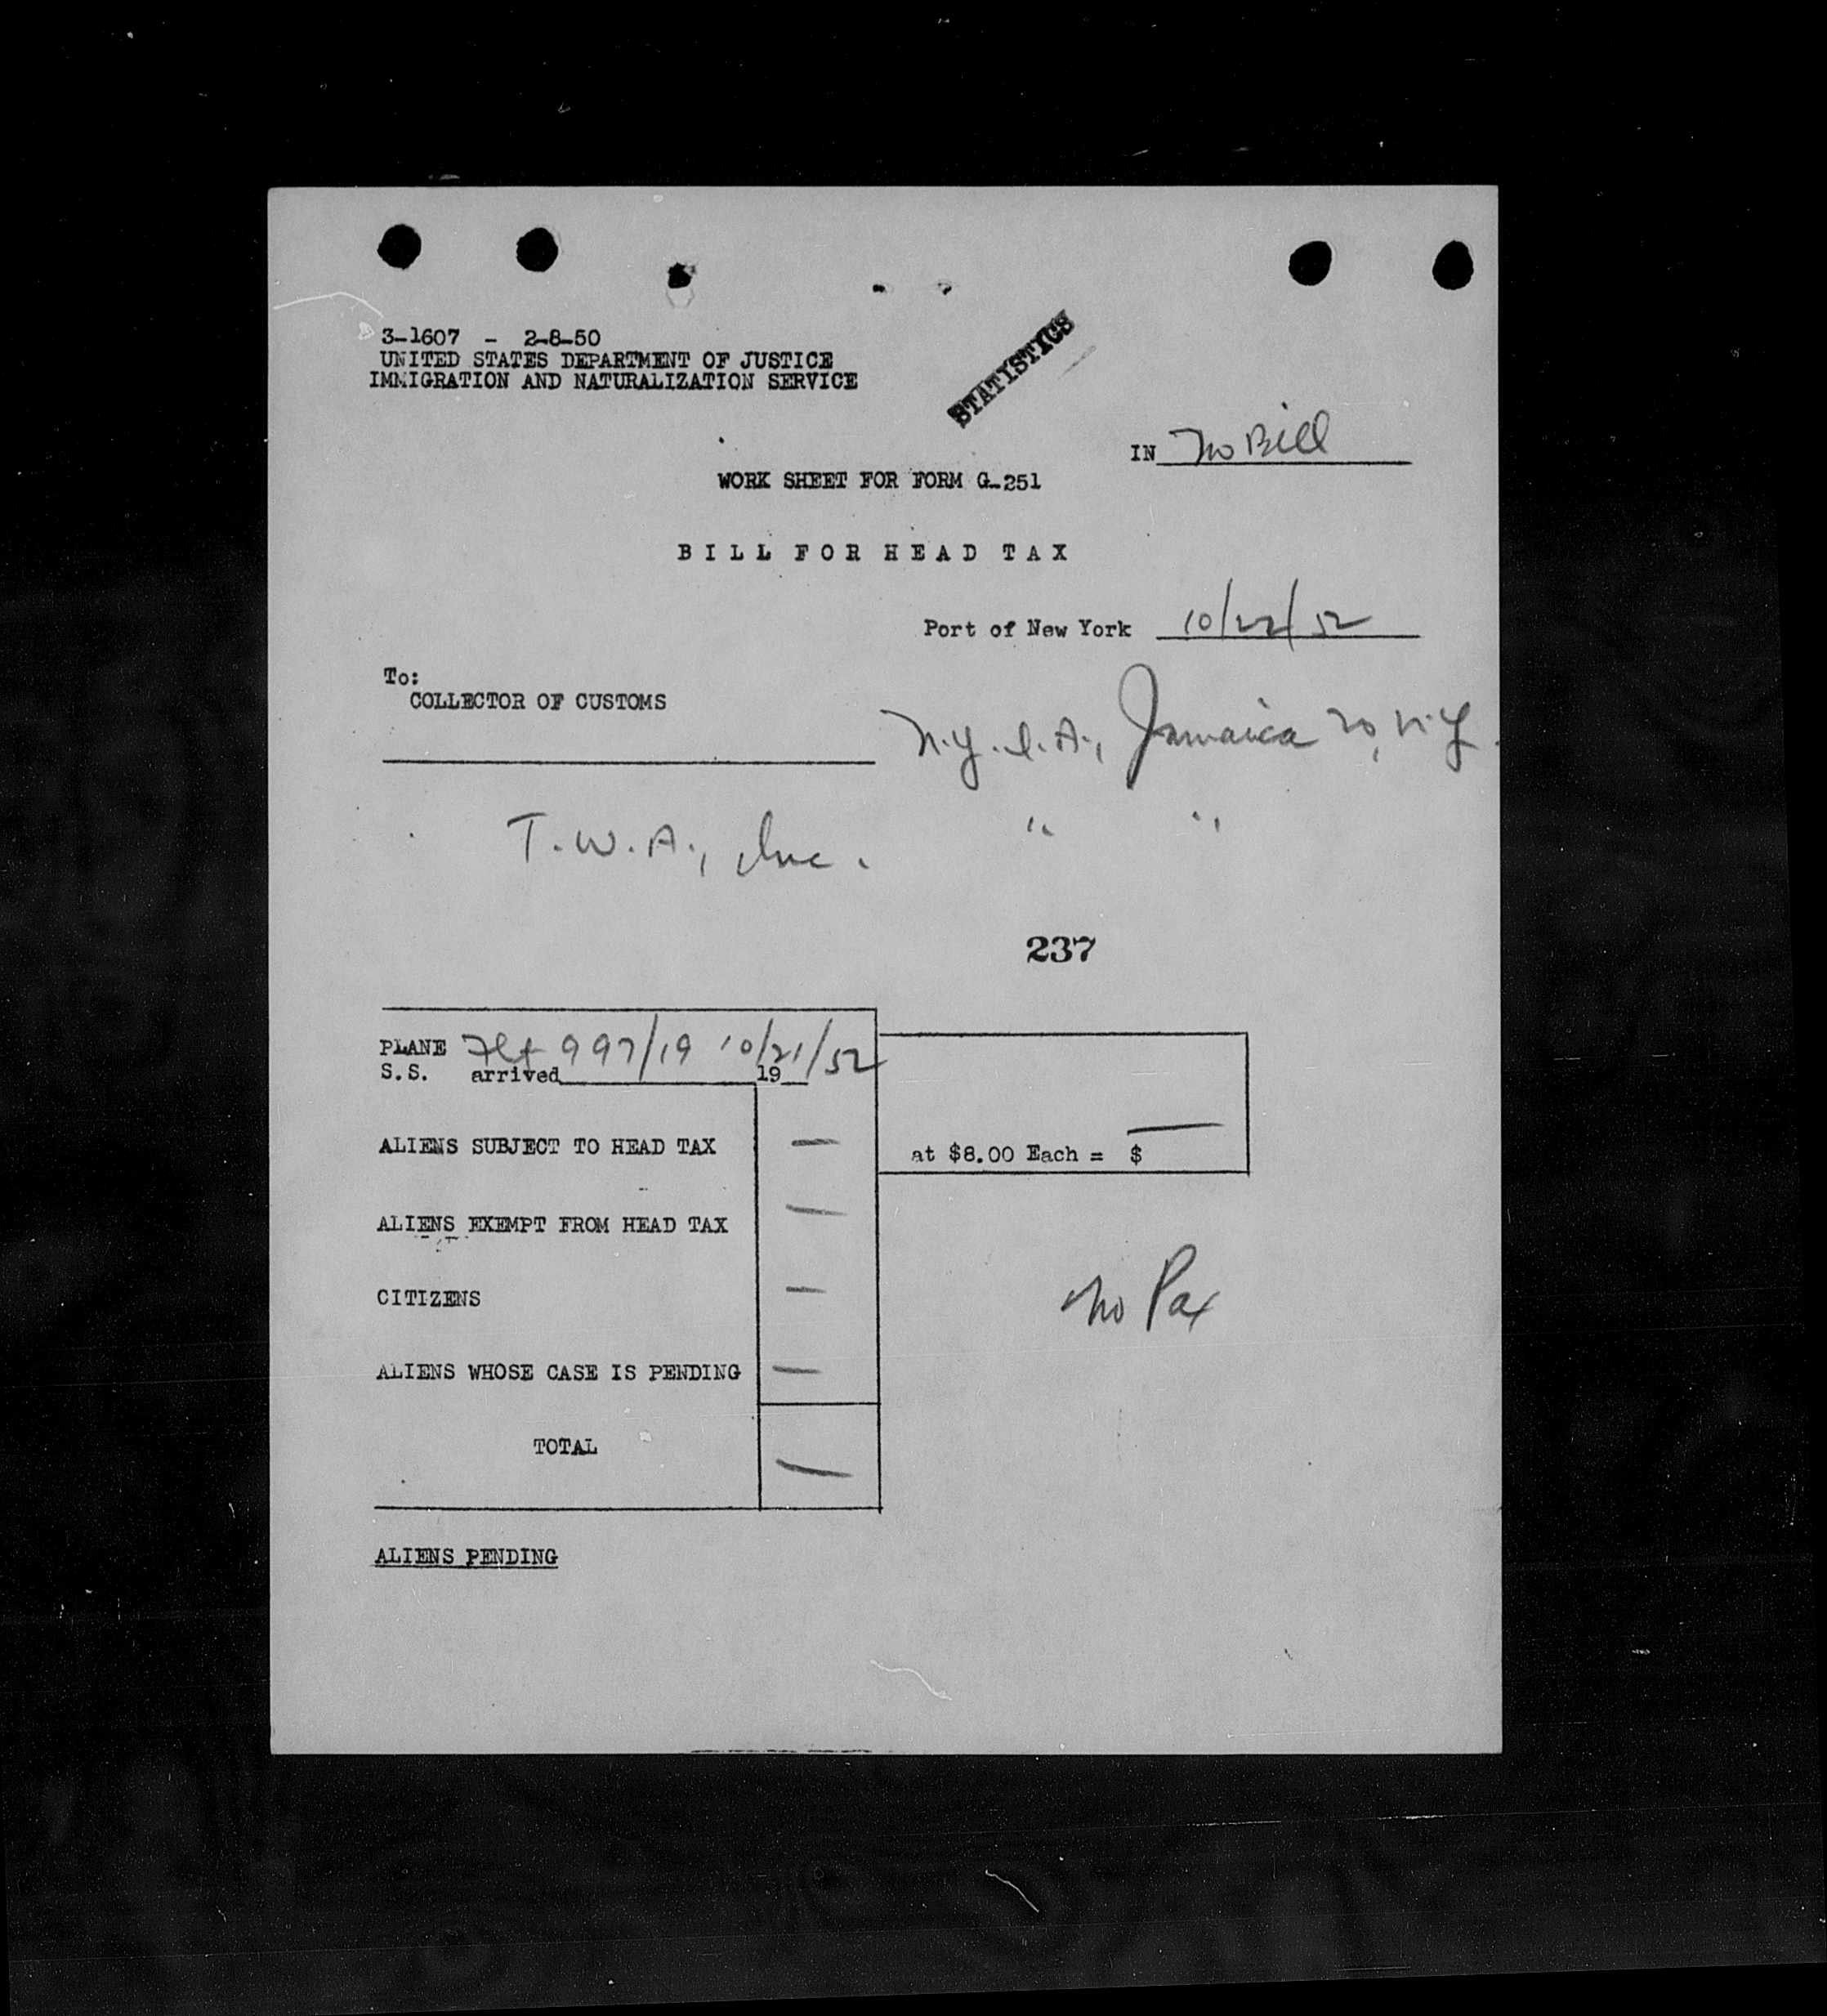 3-1607 - 2-8-50
UNITED STATES DEPARTMENT OF JUSTICE
IMMIGRATION AND NATURALIZATION SERVICE
STATISTICS
IN No Bill
WORK SHEET FOR FORM G-251
BILL FOR HEAD TAX
Port of New York 10/22/52
To:
COLLECTOR OF CUSTOMS
N.Y.I.A., Jamaica 20, N.Y.
T.W.A., Inc. " "
237
PLANE Flt 997/19 10/21/52
S.S. arrived 19
ALIENS SUBJECT TO HEAD TAX —
at $8.00 Each = $ —
ALIENS EXEMPT FROM HEAD TAX —
CITIZENS —
No Pax
ALIENS WHOSE CASE IS PENDING —
TOTAL —
ALIENS PENDING